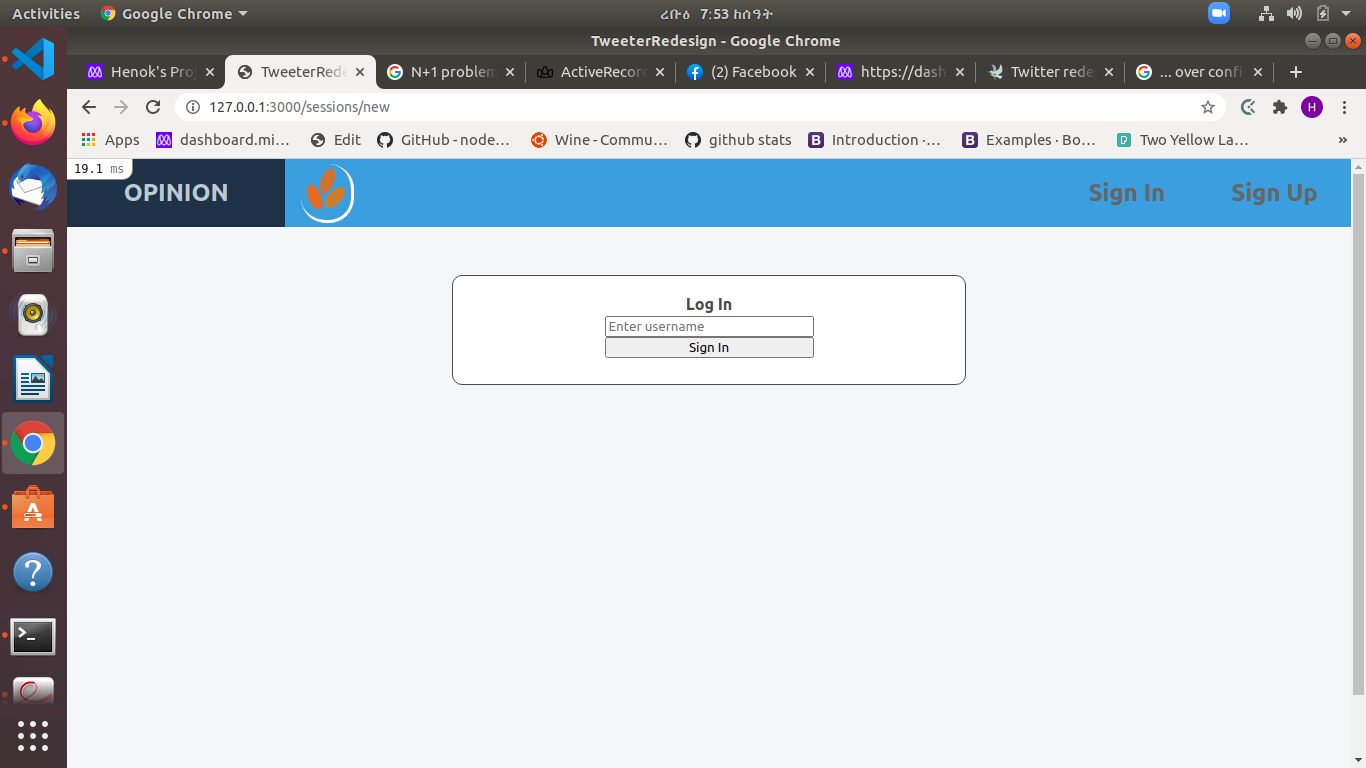 Activities Google Chrome ረቡዕ 7:53 ከሰዓት
TweeterRedesign - Google Chrome
Henok's Proj TweeterRede N+1 problem ActiveRecord (2) Facebook https://dash Twitter rede ... over confi
127.0.0.1:3000/sessions/new H
Apps dashboard.mi… Edit GitHub - node… Wine - Commu… github stats Introduction ·… Examples · Bo… Two Yellow La… »
19.1 ms
OPINION Sign In Sign Up
Log In
Enter username
Sign In